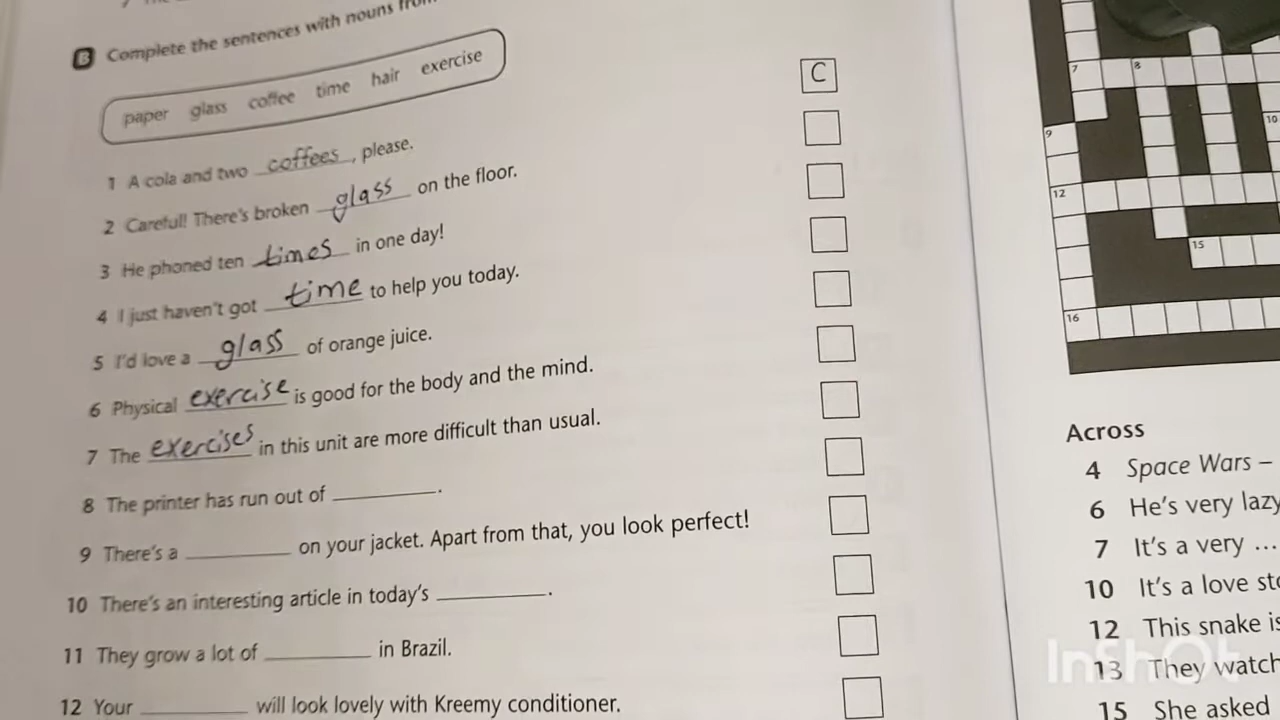 B Complete the sentences with nouns from
paper glass coffee time hair exercise
C
1 A cola and two coffees, please.
2 Careful! There's broken glass on the floor.
3 He phoned ten times in one day!
4 I just haven't got time to help you today.
5 I'd love a glass of orange juice.
6 Physical exercise is good for the body and the mind.
7 The exercises in this unit are more difficult than usual.
8 The printer has run out of __________.
9 There's a __________ on your jacket. Apart from that, you look perfect!
10 There's an interesting article in today's __________.
11 They grow a lot of __________ in Brazil.
12 Your __________ will look lovely with Kreemy conditioner.
7 8
9 10
12
15
16
Across
4 Space Wars –
6 He's very lazy
7 It's a very ...
10 It's a love
12 This snake is
13 They watch
15 She asked
InShOt